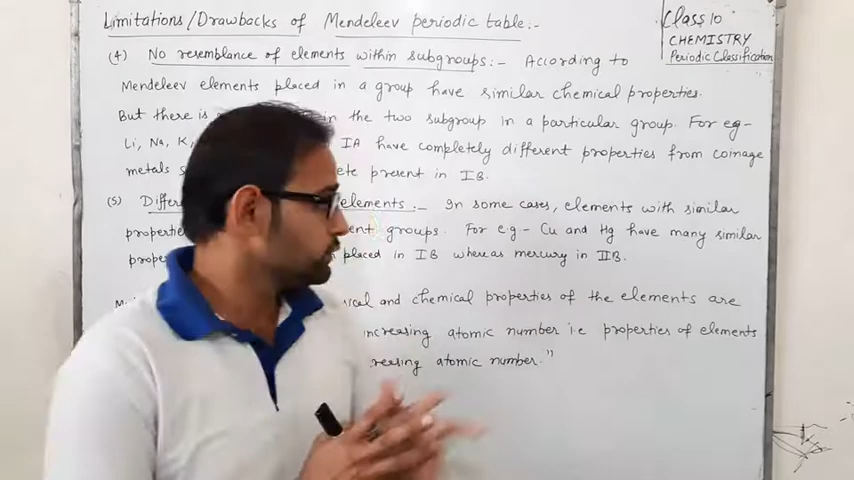 Limitations/Drawbacks of Mendeleev periodic table:-
Class 10
CHEMISTRY
Periodic Classification
(4) No resemblance of elements within subgroups:- According to
Mendeleev elements placed in a group have similar chemical properties.
But there is in the two subgroup in a particular group. For eg-
Li, Na, K, IA have completely different properties from coinage
metals present in IB.
(5) elements:- In some cases, elements with similar
groups. For e.g- Cu and Hg have many similar
placed in IB whereas mercury in IIB.
and chemical properties of the elements are
increasing atomic number i.e properties of elements
atomic number."